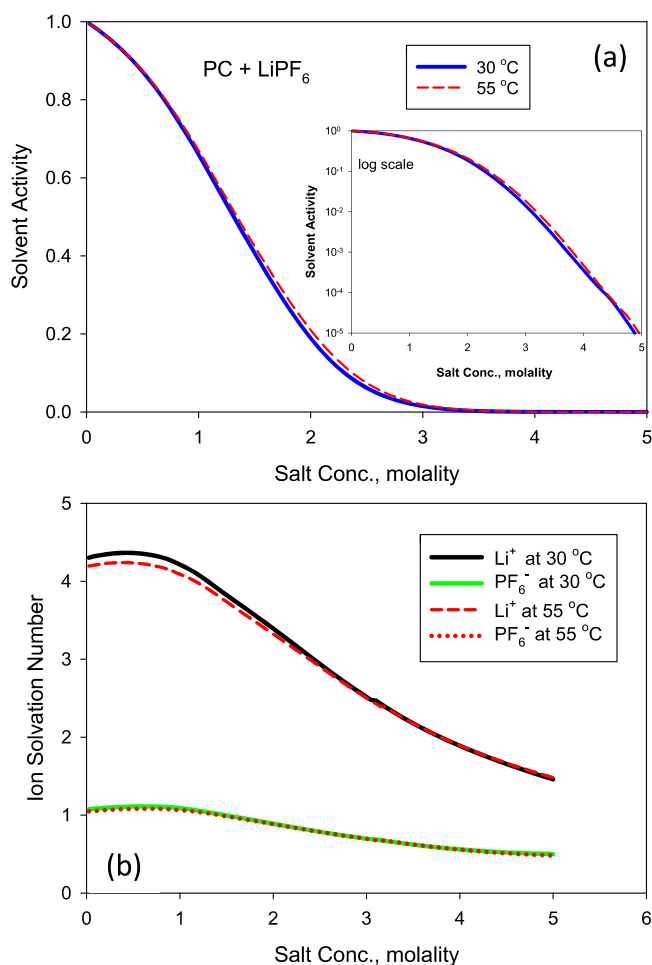 PC + LiPF₆
30 °C
55 °C
(a)
1.0
0.8
0.6
0.4
0.2
0.0
Solvent Activity
0 1 2 3 4 5
Salt Conc., molality
log scale
10⁰
10⁻¹
10⁻²
10⁻³
10⁻⁴
10⁻⁵
Solvent Activity
0 1 2 3 4 5
Salt Conc., molality
Li⁺ at 30 °C
PF₆⁻ at 30 °C
Li⁺ at 55 °C
PF₆⁻ at 55 °C
5
4
3
2
1
0
Ion Solvation Number
(b)
0 1 2 3 4 5 6
Salt Conc., molality